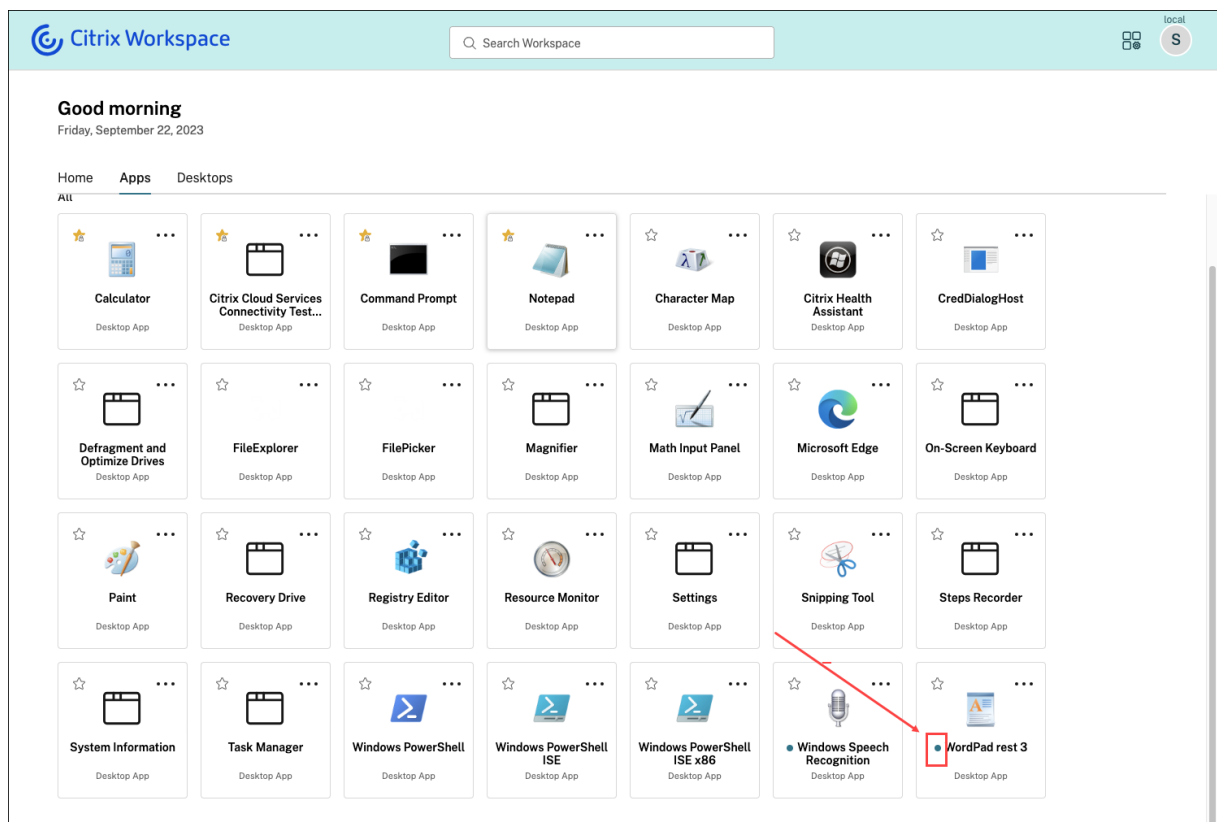 local
Citrix Workspace
Search Workspace
S
Good morning
Friday, September 22, 2023
Home Apps Desktops
All
Calculator
Desktop App
Citrix Cloud Services
Connectivity Test...
Desktop App
Command Prompt
Desktop App
Notepad
Desktop App
Character Map
Desktop App
Citrix Health
Assistant
Desktop App
CredDialogHost
Desktop App
Defragment and
Optimize Drives
Desktop App
FileExplorer
Desktop App
FilePicker
Desktop App
Magnifier
Desktop App
Math Input Panel
Desktop App
Microsoft Edge
Desktop App
On-Screen Keyboard
Desktop App
Paint
Desktop App
Recovery Drive
Desktop App
Registry Editor
Desktop App
Resource Monitor
Desktop App
Settings
Desktop App
Snipping Tool
Desktop App
Steps Recorder
Desktop App
System Information
Desktop App
Task Manager
Desktop App
Windows PowerShell
Desktop App
Windows PowerShell
ISE
Desktop App
Windows PowerShell
ISE x86
Desktop App
Windows Speech
Recognition
Desktop App
WordPad rest 3
Desktop App